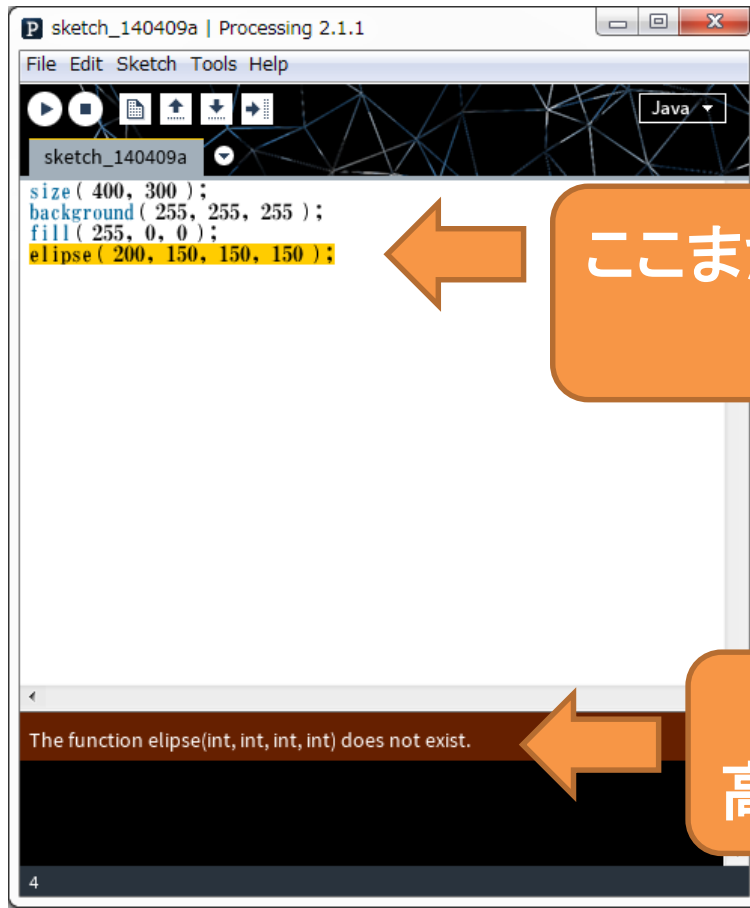 sketch_140409a | Processing 2.1.1
File Edit Sketch Tools Help
Java
sketch_140409a
size( 400, 300 );
background( 255, 255, 255 );
fill( 255, 0, 0 );
elipse( 200, 150, 150, 150 );
ここま
The function elipse(int, int, int, int) does not exist.
高
4